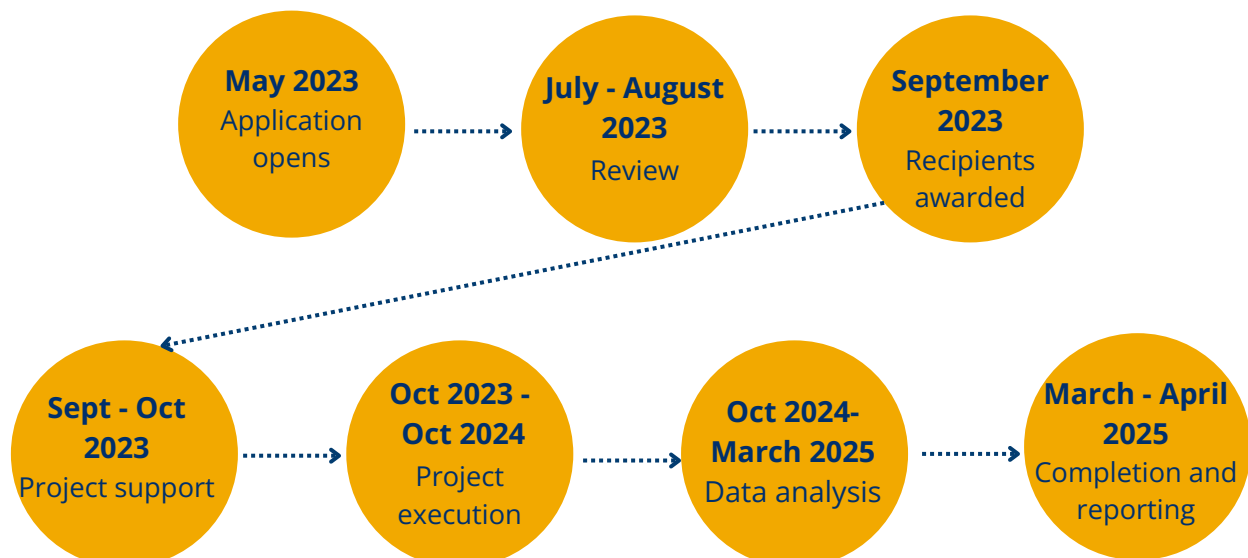 May 2023
Application
opens
July - August
2023
Review
September
2023
Recipients
awarded
Sept - Oct
2023
Project support
Oct 2023 -
Oct 2024
Project
execution
Oct 2024-
March 2025
Data analysis
March - April
2025
Completion and
reporting